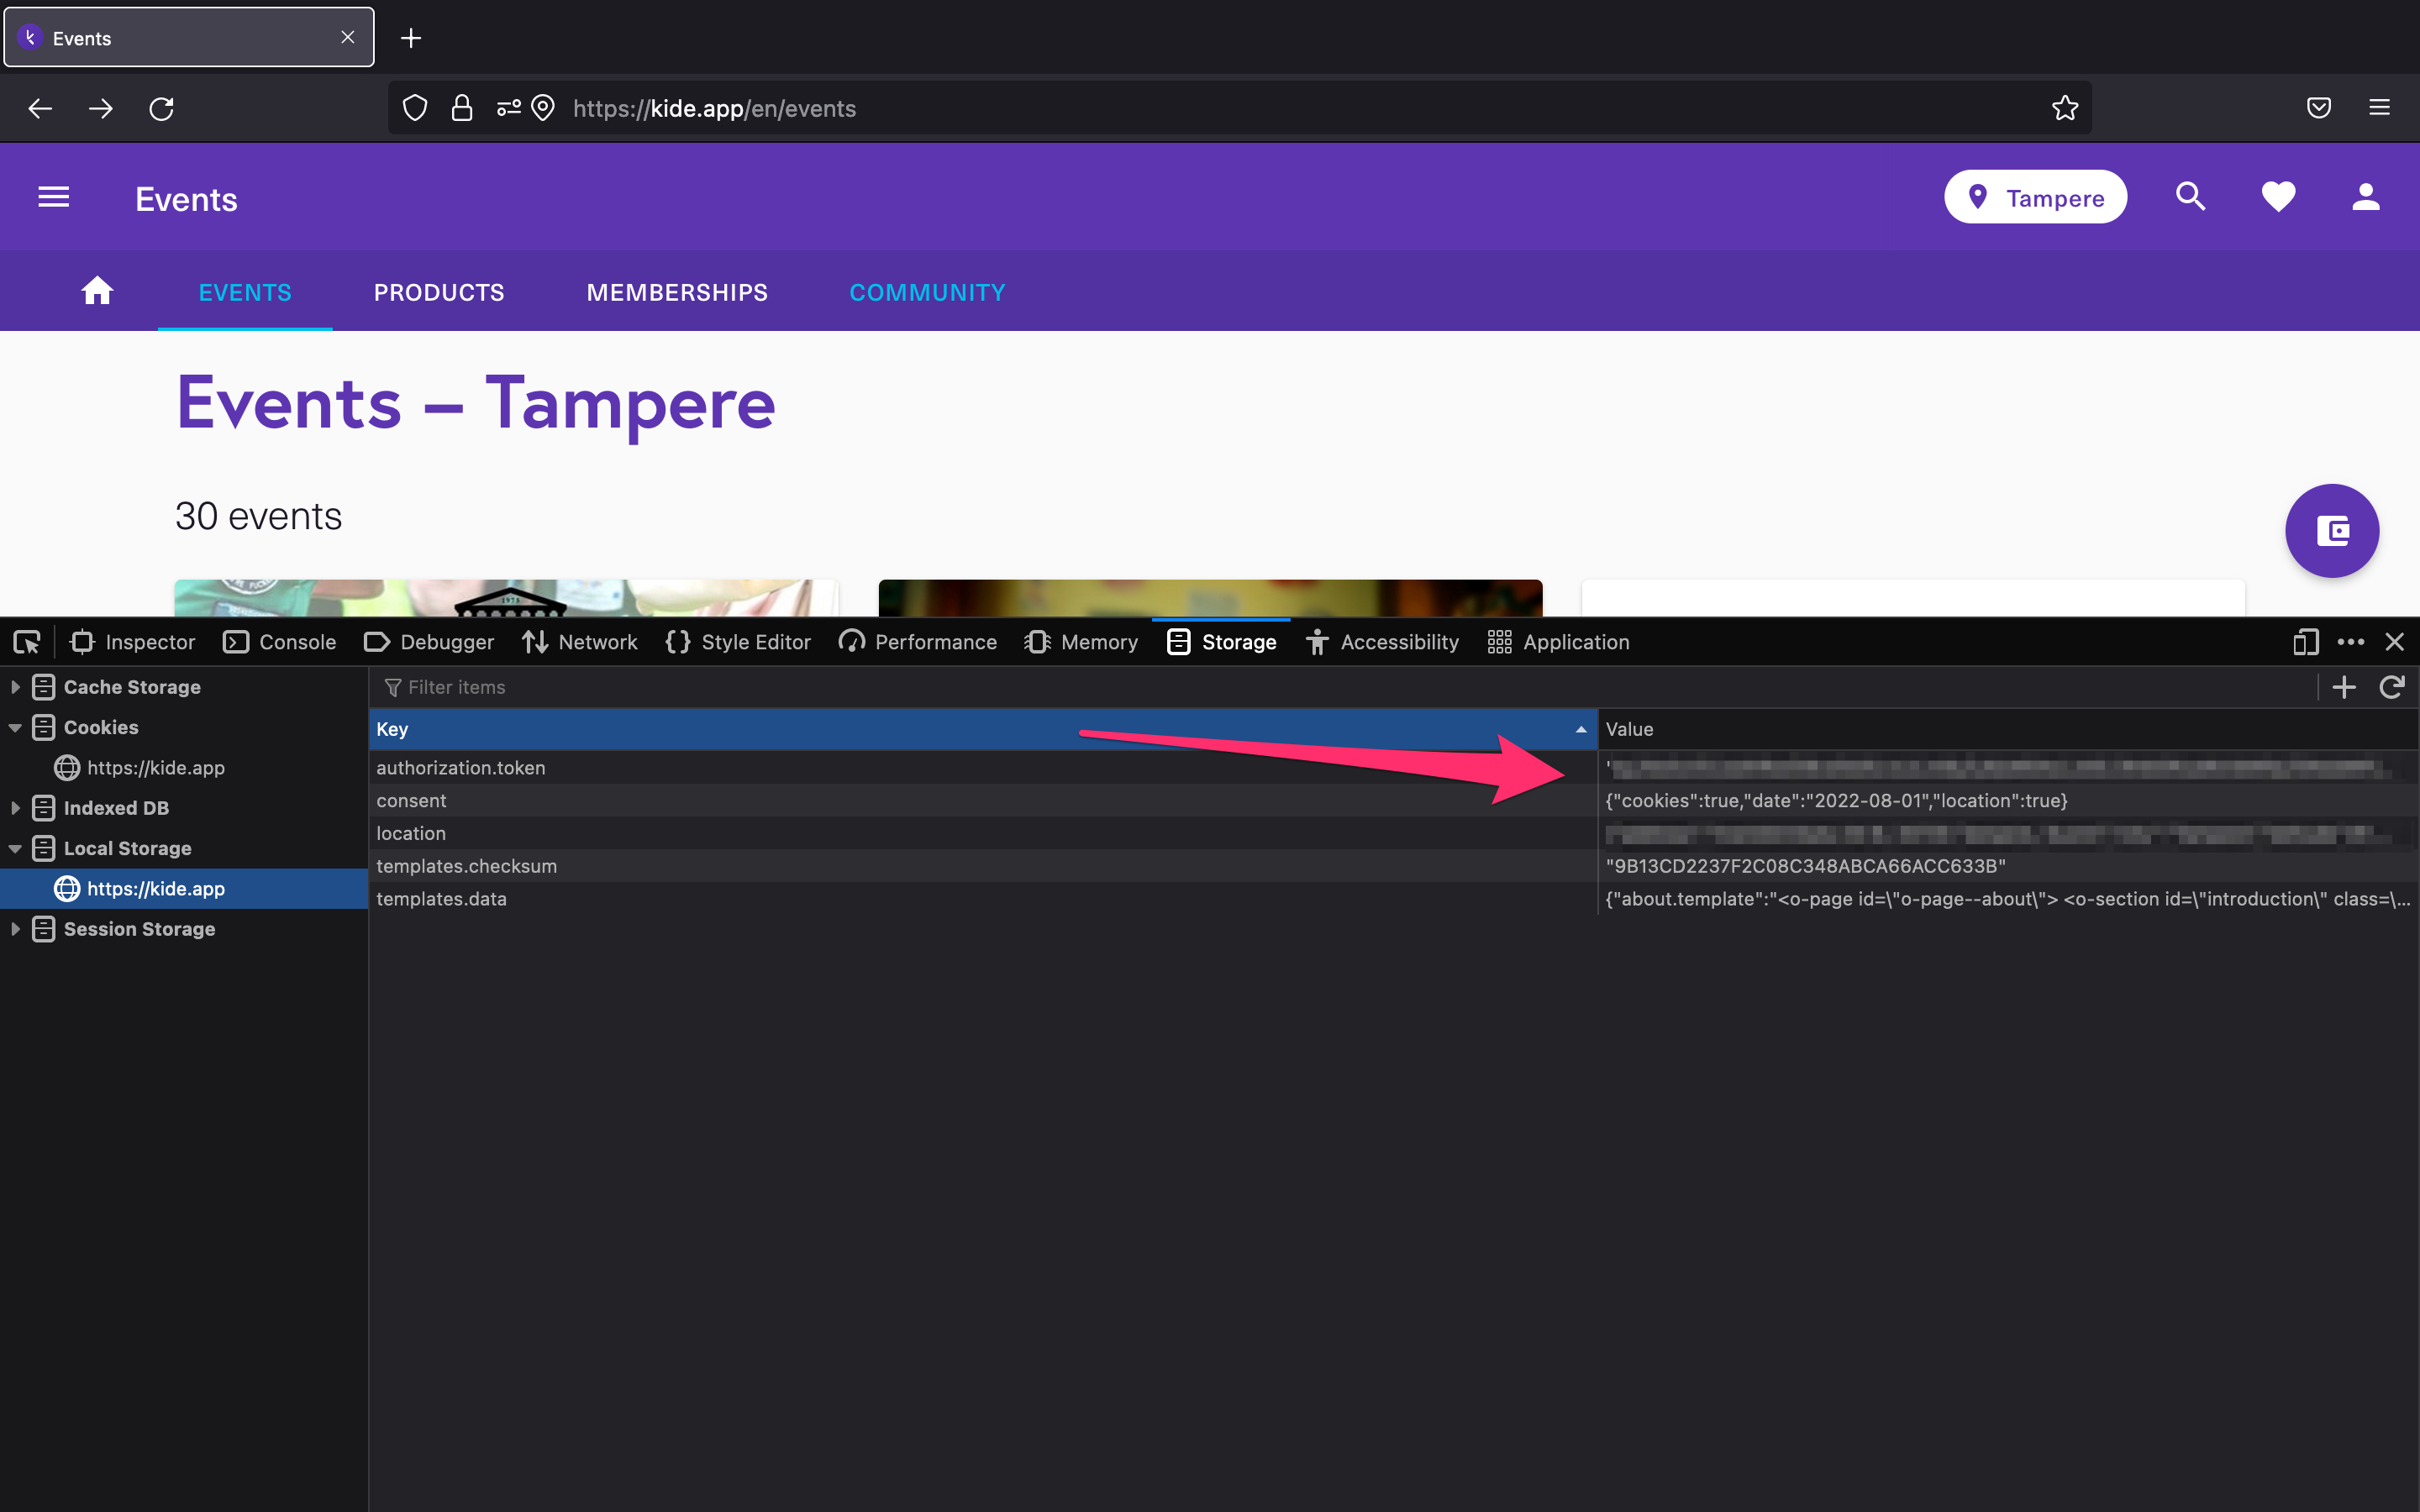 Events
https://kide.app/en/events
Events
Tampere
EVENTS
PRODUCTS
MEMBERSHIPS
COMMUNITY
Events – Tampere
30 events
1975
Inspector
Console
Debugger
Network
Style Editor
Performance
Memory
Storage
Accessibility
Application
Cache Storage
Cookies
https://kide.app
Indexed DB
Local Storage
https://kide.app
Session Storage
Filter items
Key Value
authorization.token
consent {"cookies":true,"date":"2022-08-01","location":true}
location
templates.checksum "9B13CD2237F2C08C348ABCA66ACC633B"
templates.data {"about.template":"<o-page id=\"o-page--about\"> <o-section id=\"introduction\" class=\...